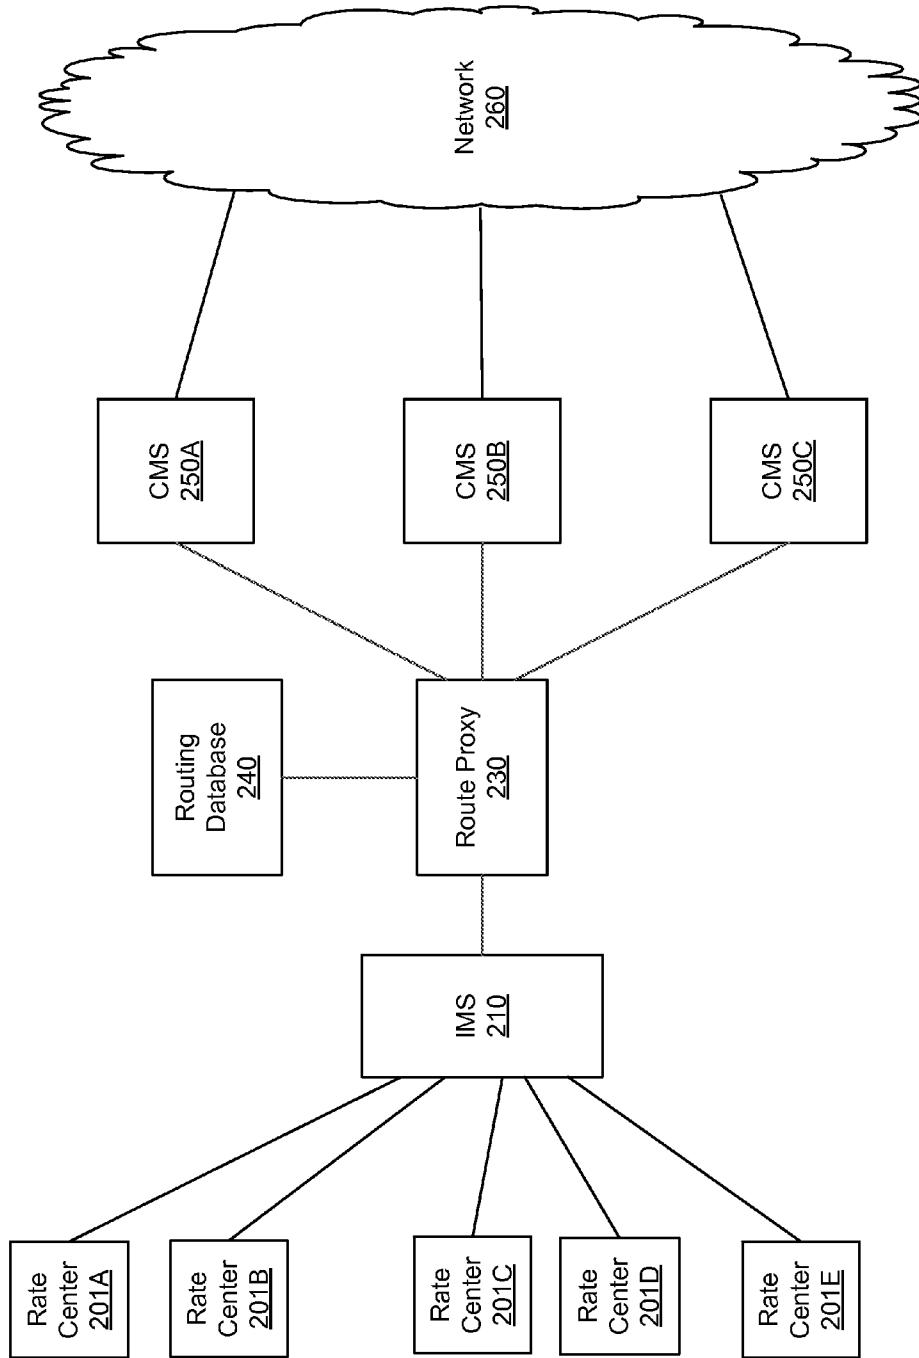 Rate
Center
201A
Rate
Center
201B
Rate
Center
201C
Rate
Center
201D
Rate
Center
201E
IMS
210
Routing
Database
240
Route Proxy
230
CMS
250A
CMS
250B
CMS
250C
Network
260